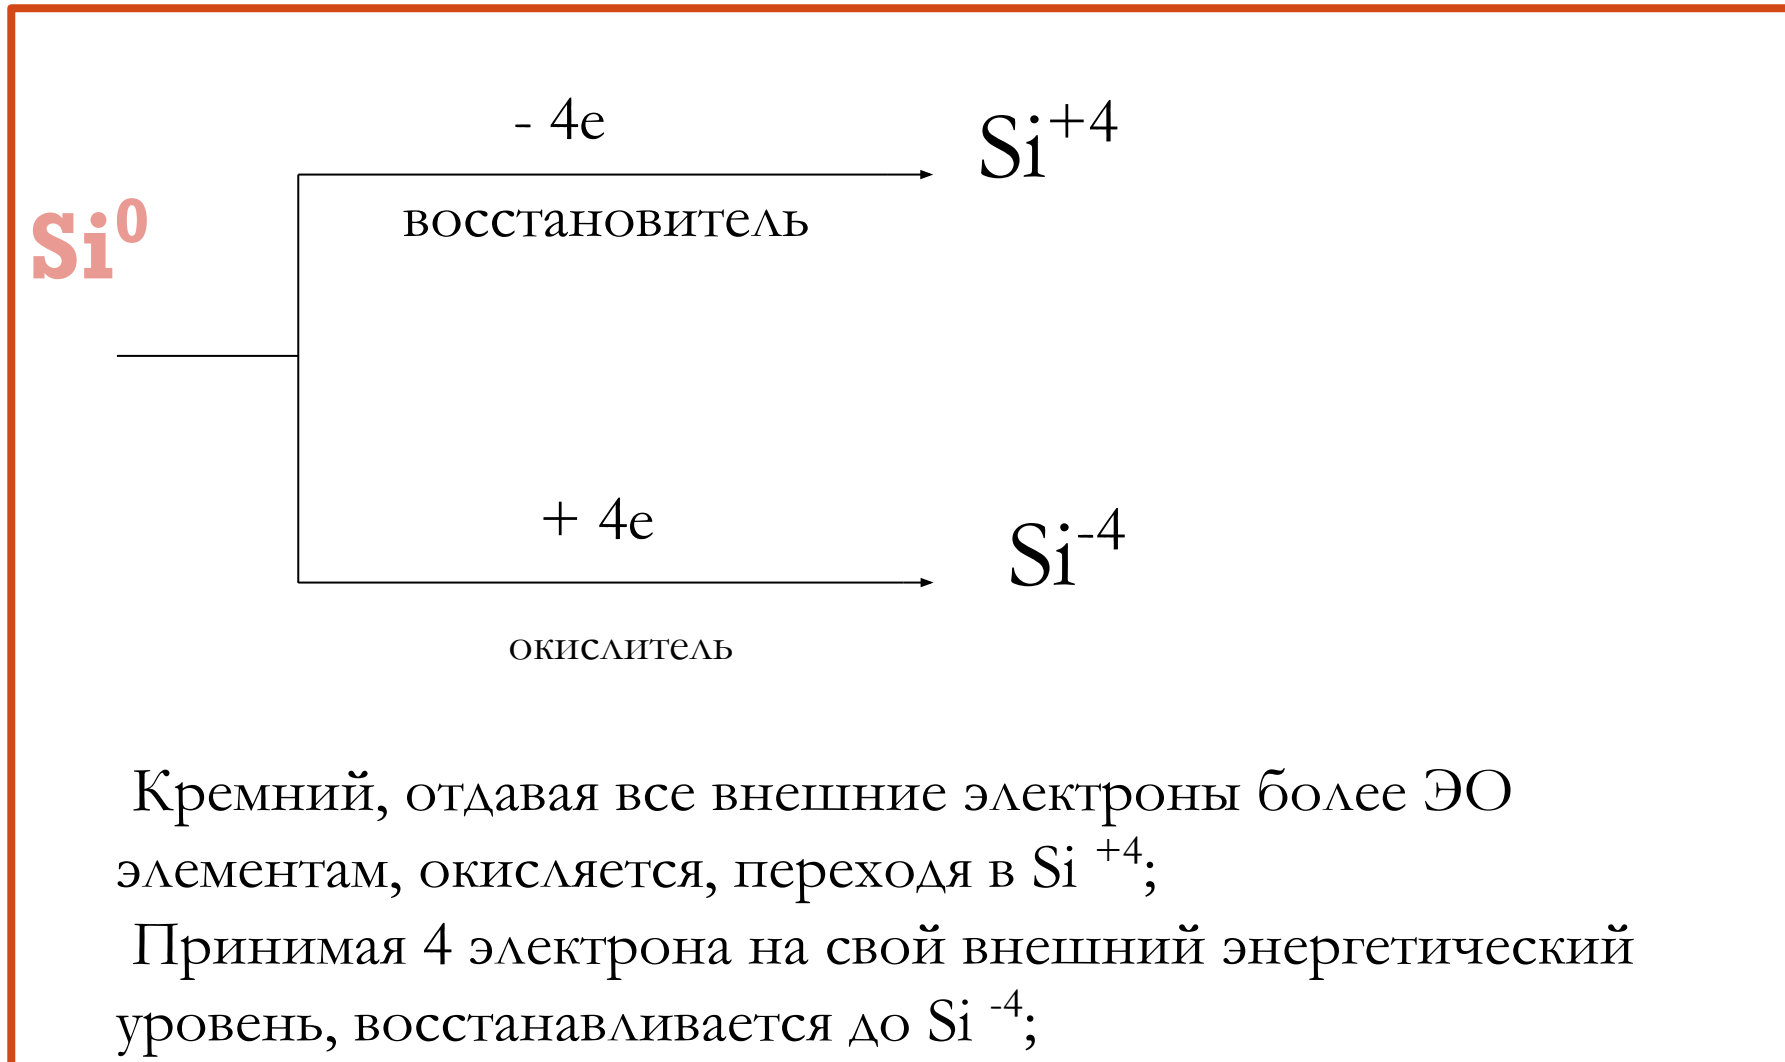 - 4e
Si⁺⁴
восстановитель
Si⁰
+ 4e
Si⁻⁴
окислитель
Кремний, отдавая все внешние электроны более ЭО
элементам, окисляется, переходя в Si ⁺⁴;
Принимая 4 электрона на свой внешний энергетический
уровень, восстанавливается до Si ⁻⁴;